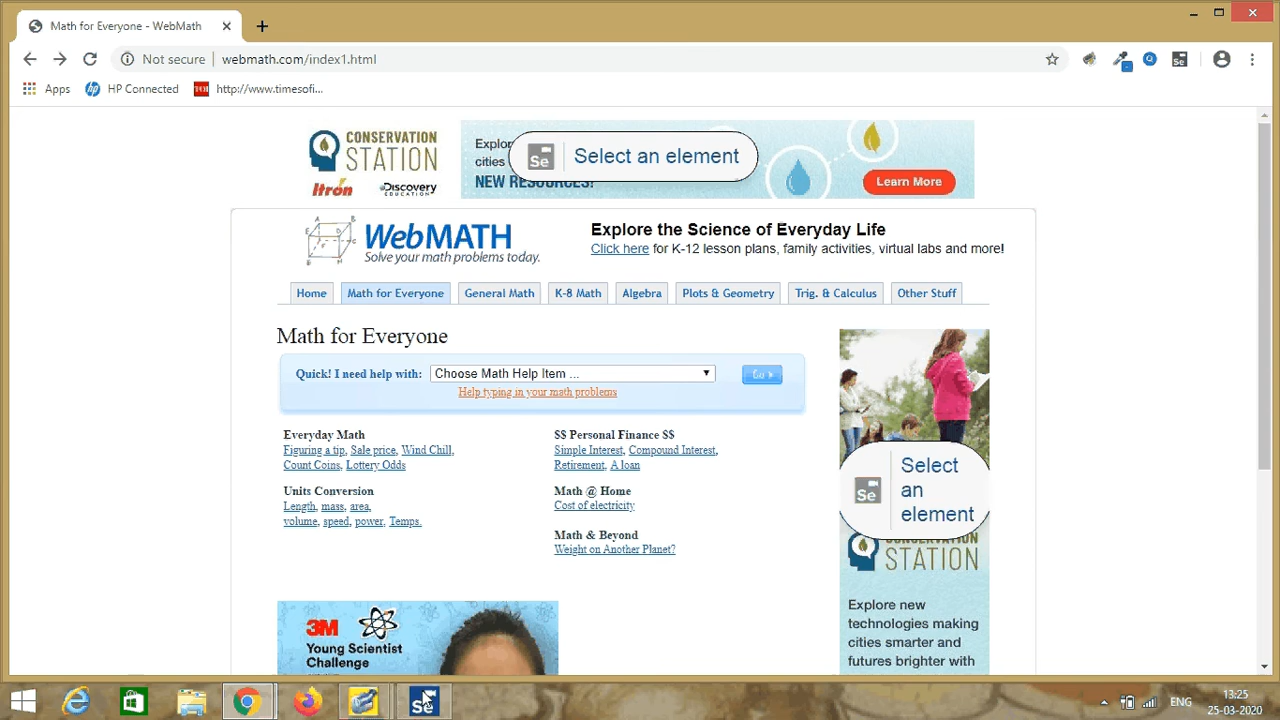 Math for Everyone - WebMath
Not secure
webmath.com/index1.html
Se
Apps
HP Connected
TOI
http://www.timesofi...
CONSERVATION
STATION
Itron
Discovery
EDUCATION
Explor
cities
NEW RESOURCES!
Se
Select an element
Learn More
WebMATH
Solve your math problems today.
Explore the Science of Everyday Life
Click here for K-12 lesson plans, family activities, virtual labs and more!
Home
Math for Everyone
General Math
K-8 Math
Algebra
Plots & Geometry
Trig. & Calculus
Other Stuff
Math for Everyone
Quick! I need help with:
Choose Math Help Item ...
Go
Help typing in your math problems
Everyday Math
Figuring a tip, Sale price, Wind Chill,
Count Coins, Lottery Odds
Units Conversion
Length, mass, area,
volume, speed, power, Temps.
$$ Personal Finance $$
Simple Interest, Compound Interest,
Retirement, A loan
Math @ Home
Cost of electricity
Math & Beyond
Weight on Another Planet?
Se
Select
an
element
CONSERVATION
STATION
Explore new
technologies making
cities smarter and
futures brighter with
3M
Young Scientist
Challenge
Se
ENG
13:25
25-03-2020